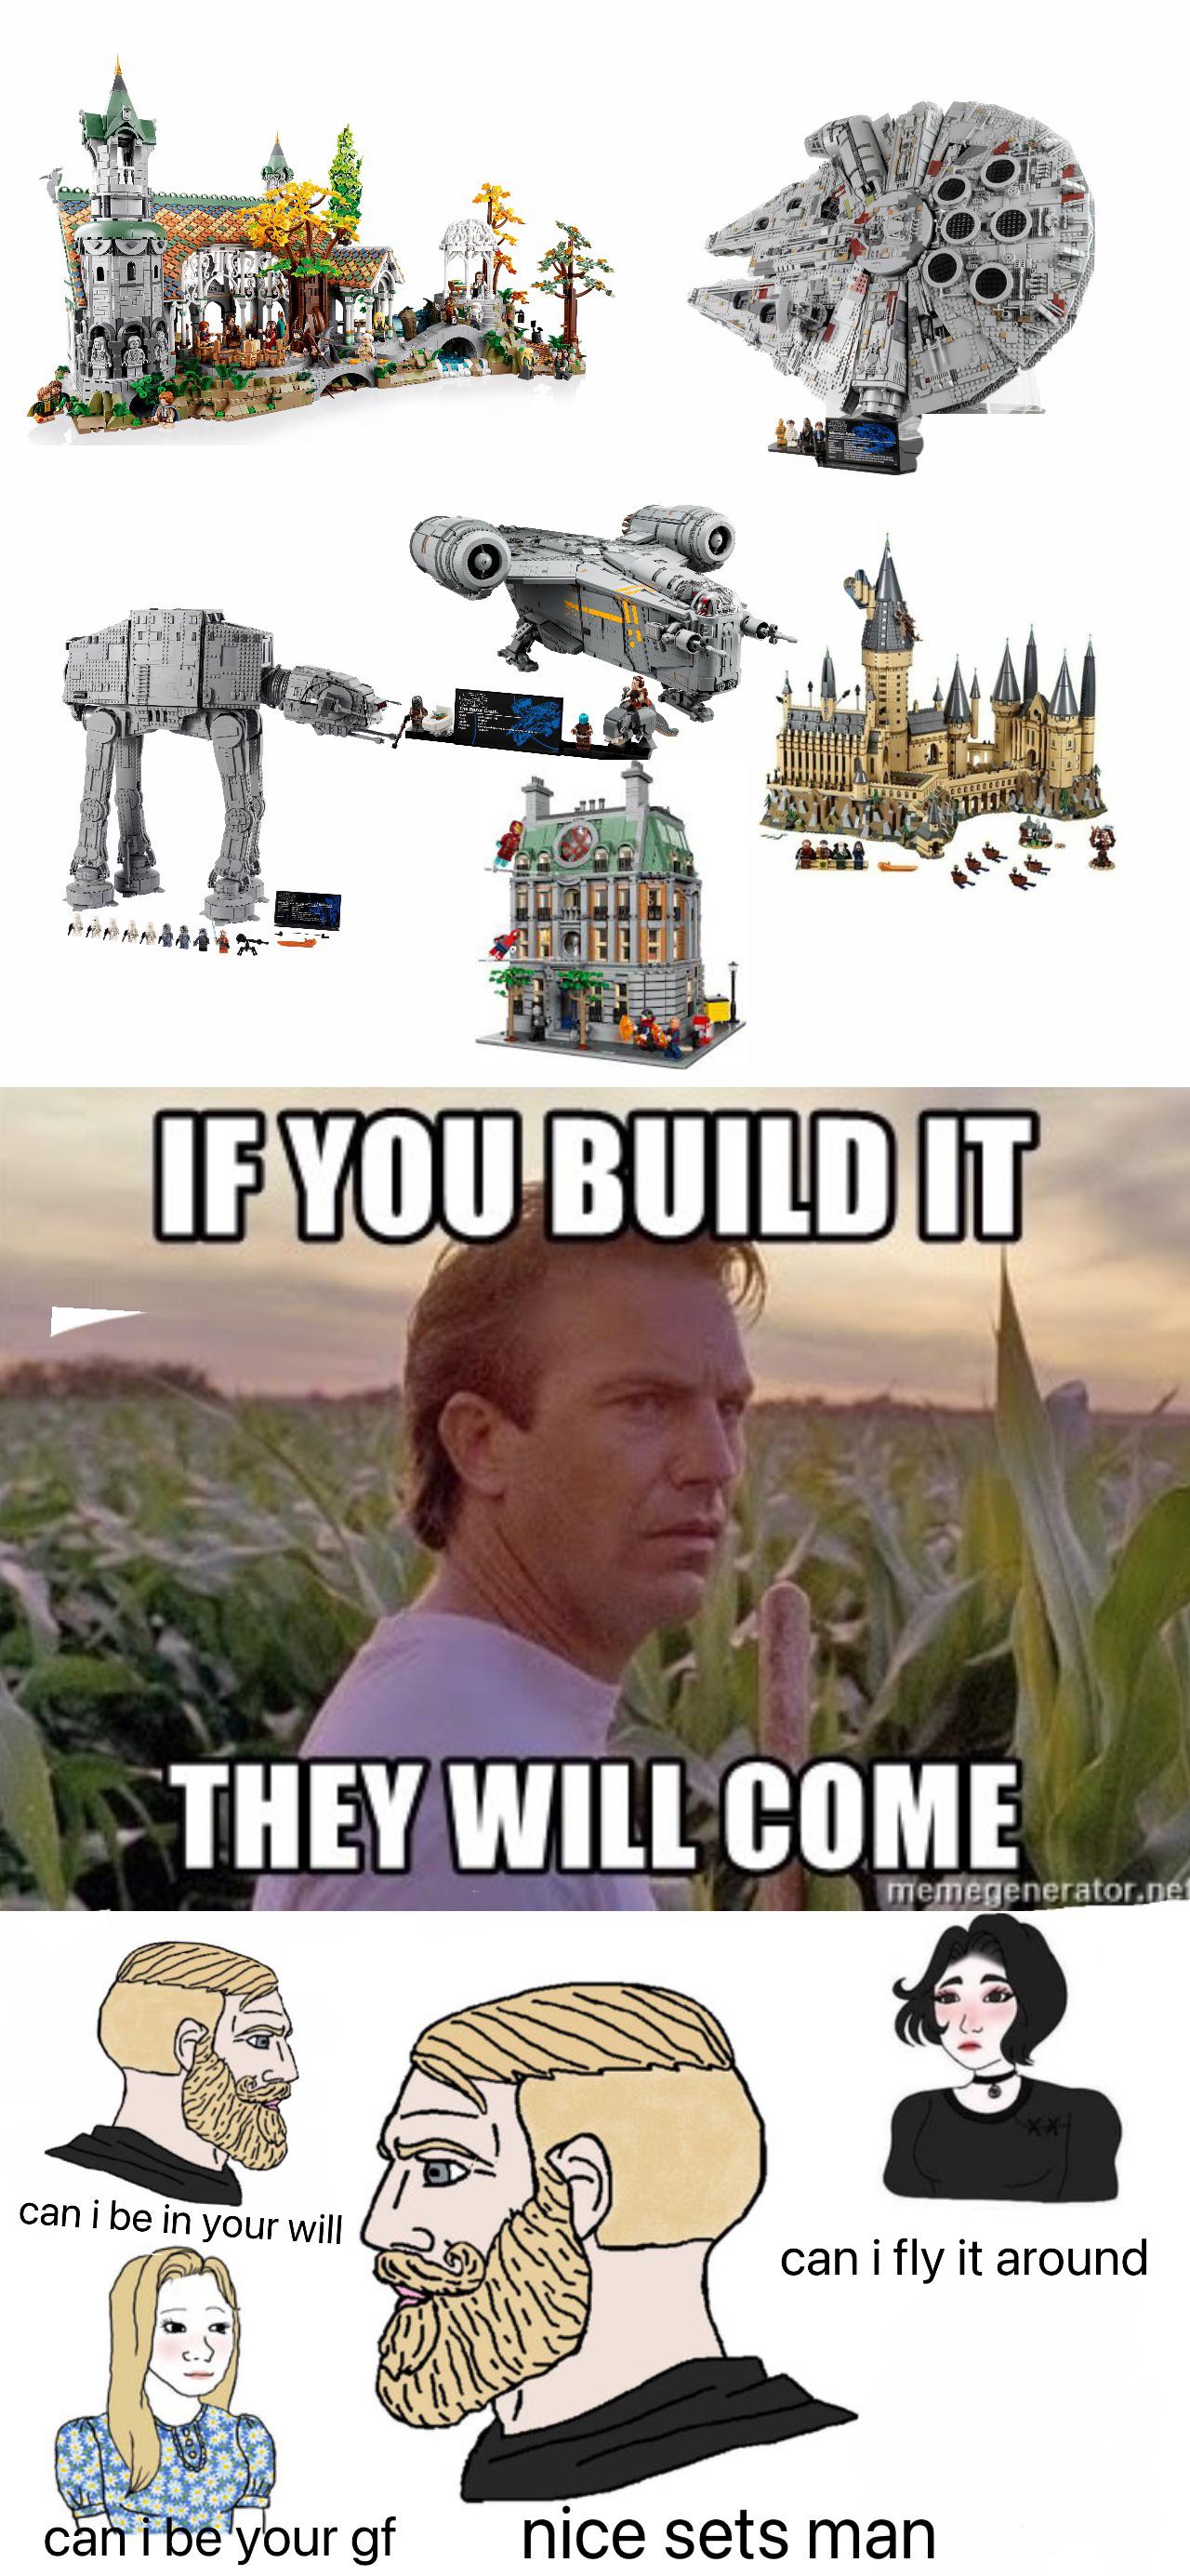 IF YOU BUILD IT
THEY WILL COME
memegenerator.net
can i be in your will
can i fly it around
can i be your gf
nice sets man